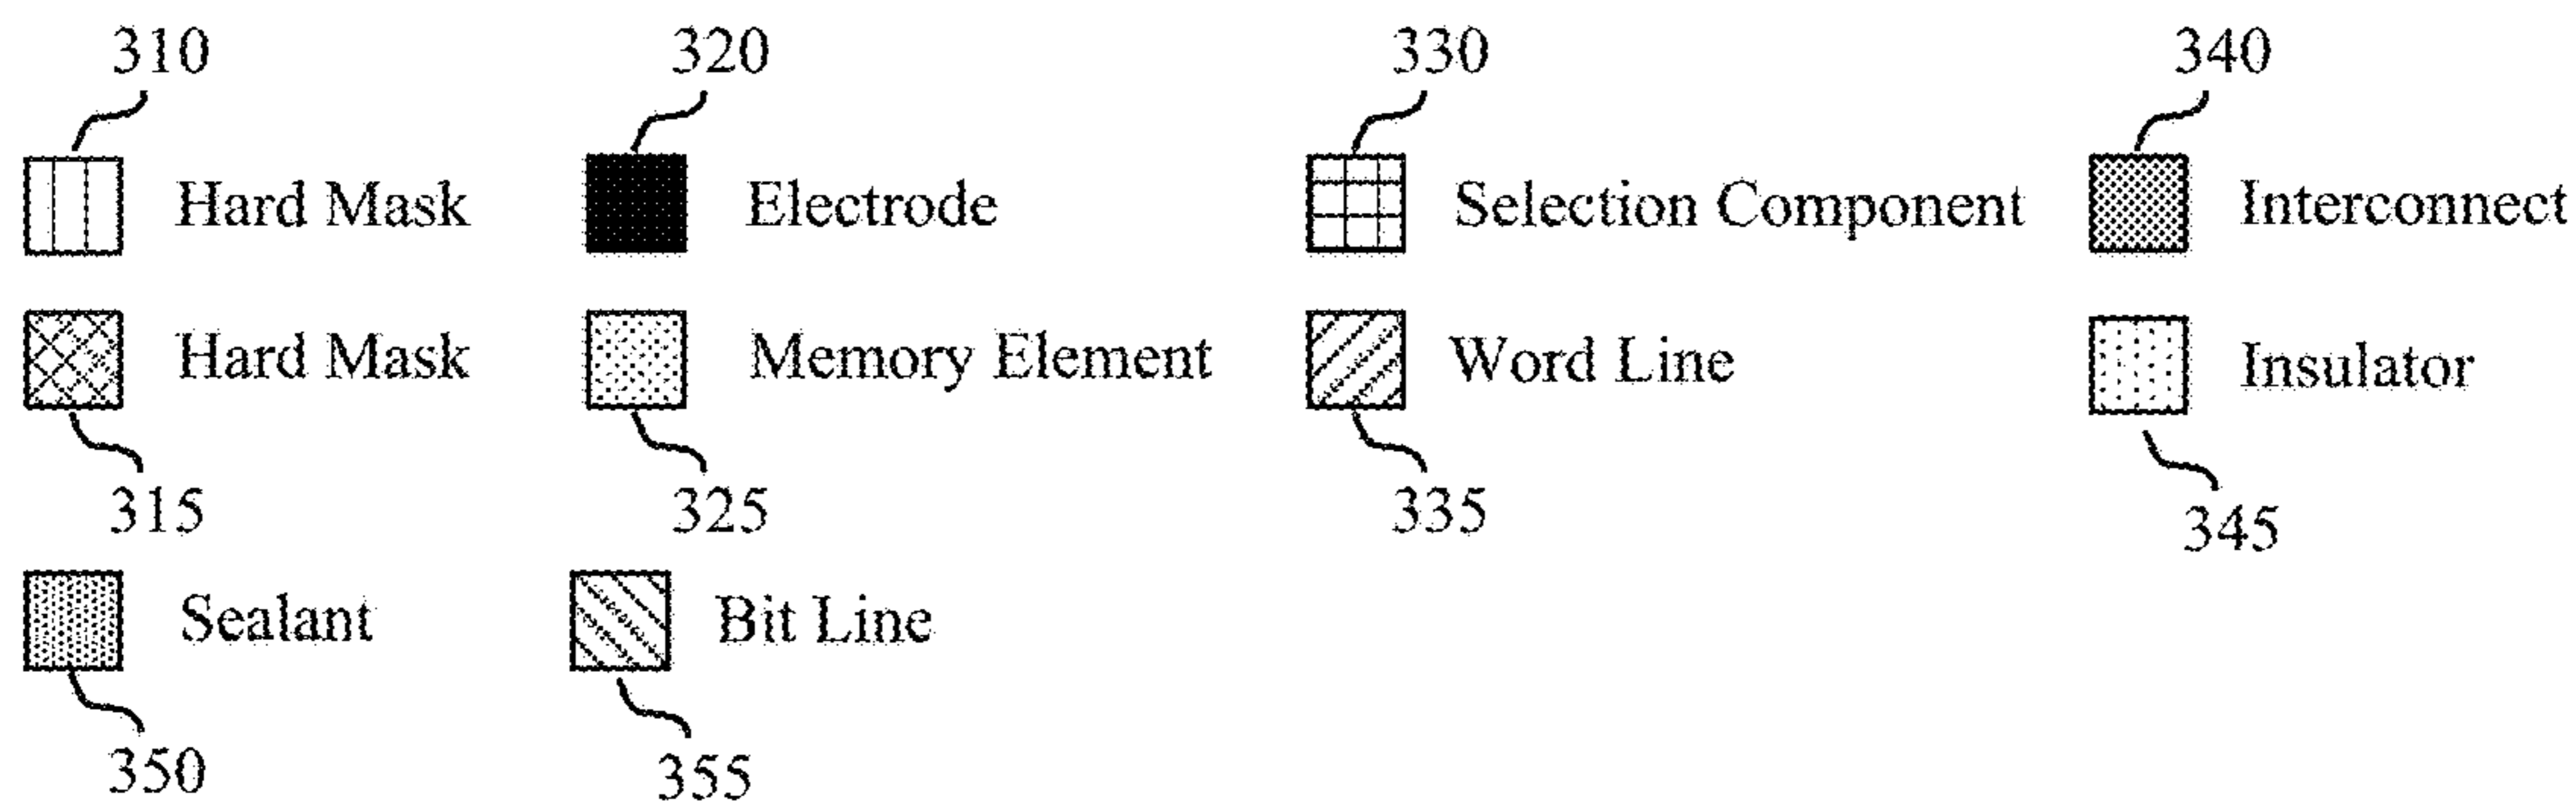 310 320 330 340
Hard Mask Electrode Selection Component Interconnect
Hard Mask Memory Element Word Line Insulator
315 325 335 345
Sealant Bit Line
350 355